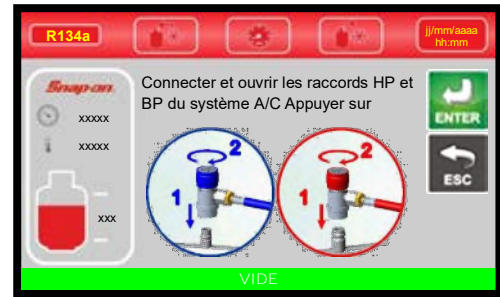 R134a
jj/mm/aaaa
hh:mm
Snap-on
xxxxx
xxxxx
xxx
Connecter et ouvrir les raccords HP et
BP du système A/C Appuyer sur
2
1
2
1
ENTER
ESC
VIDE